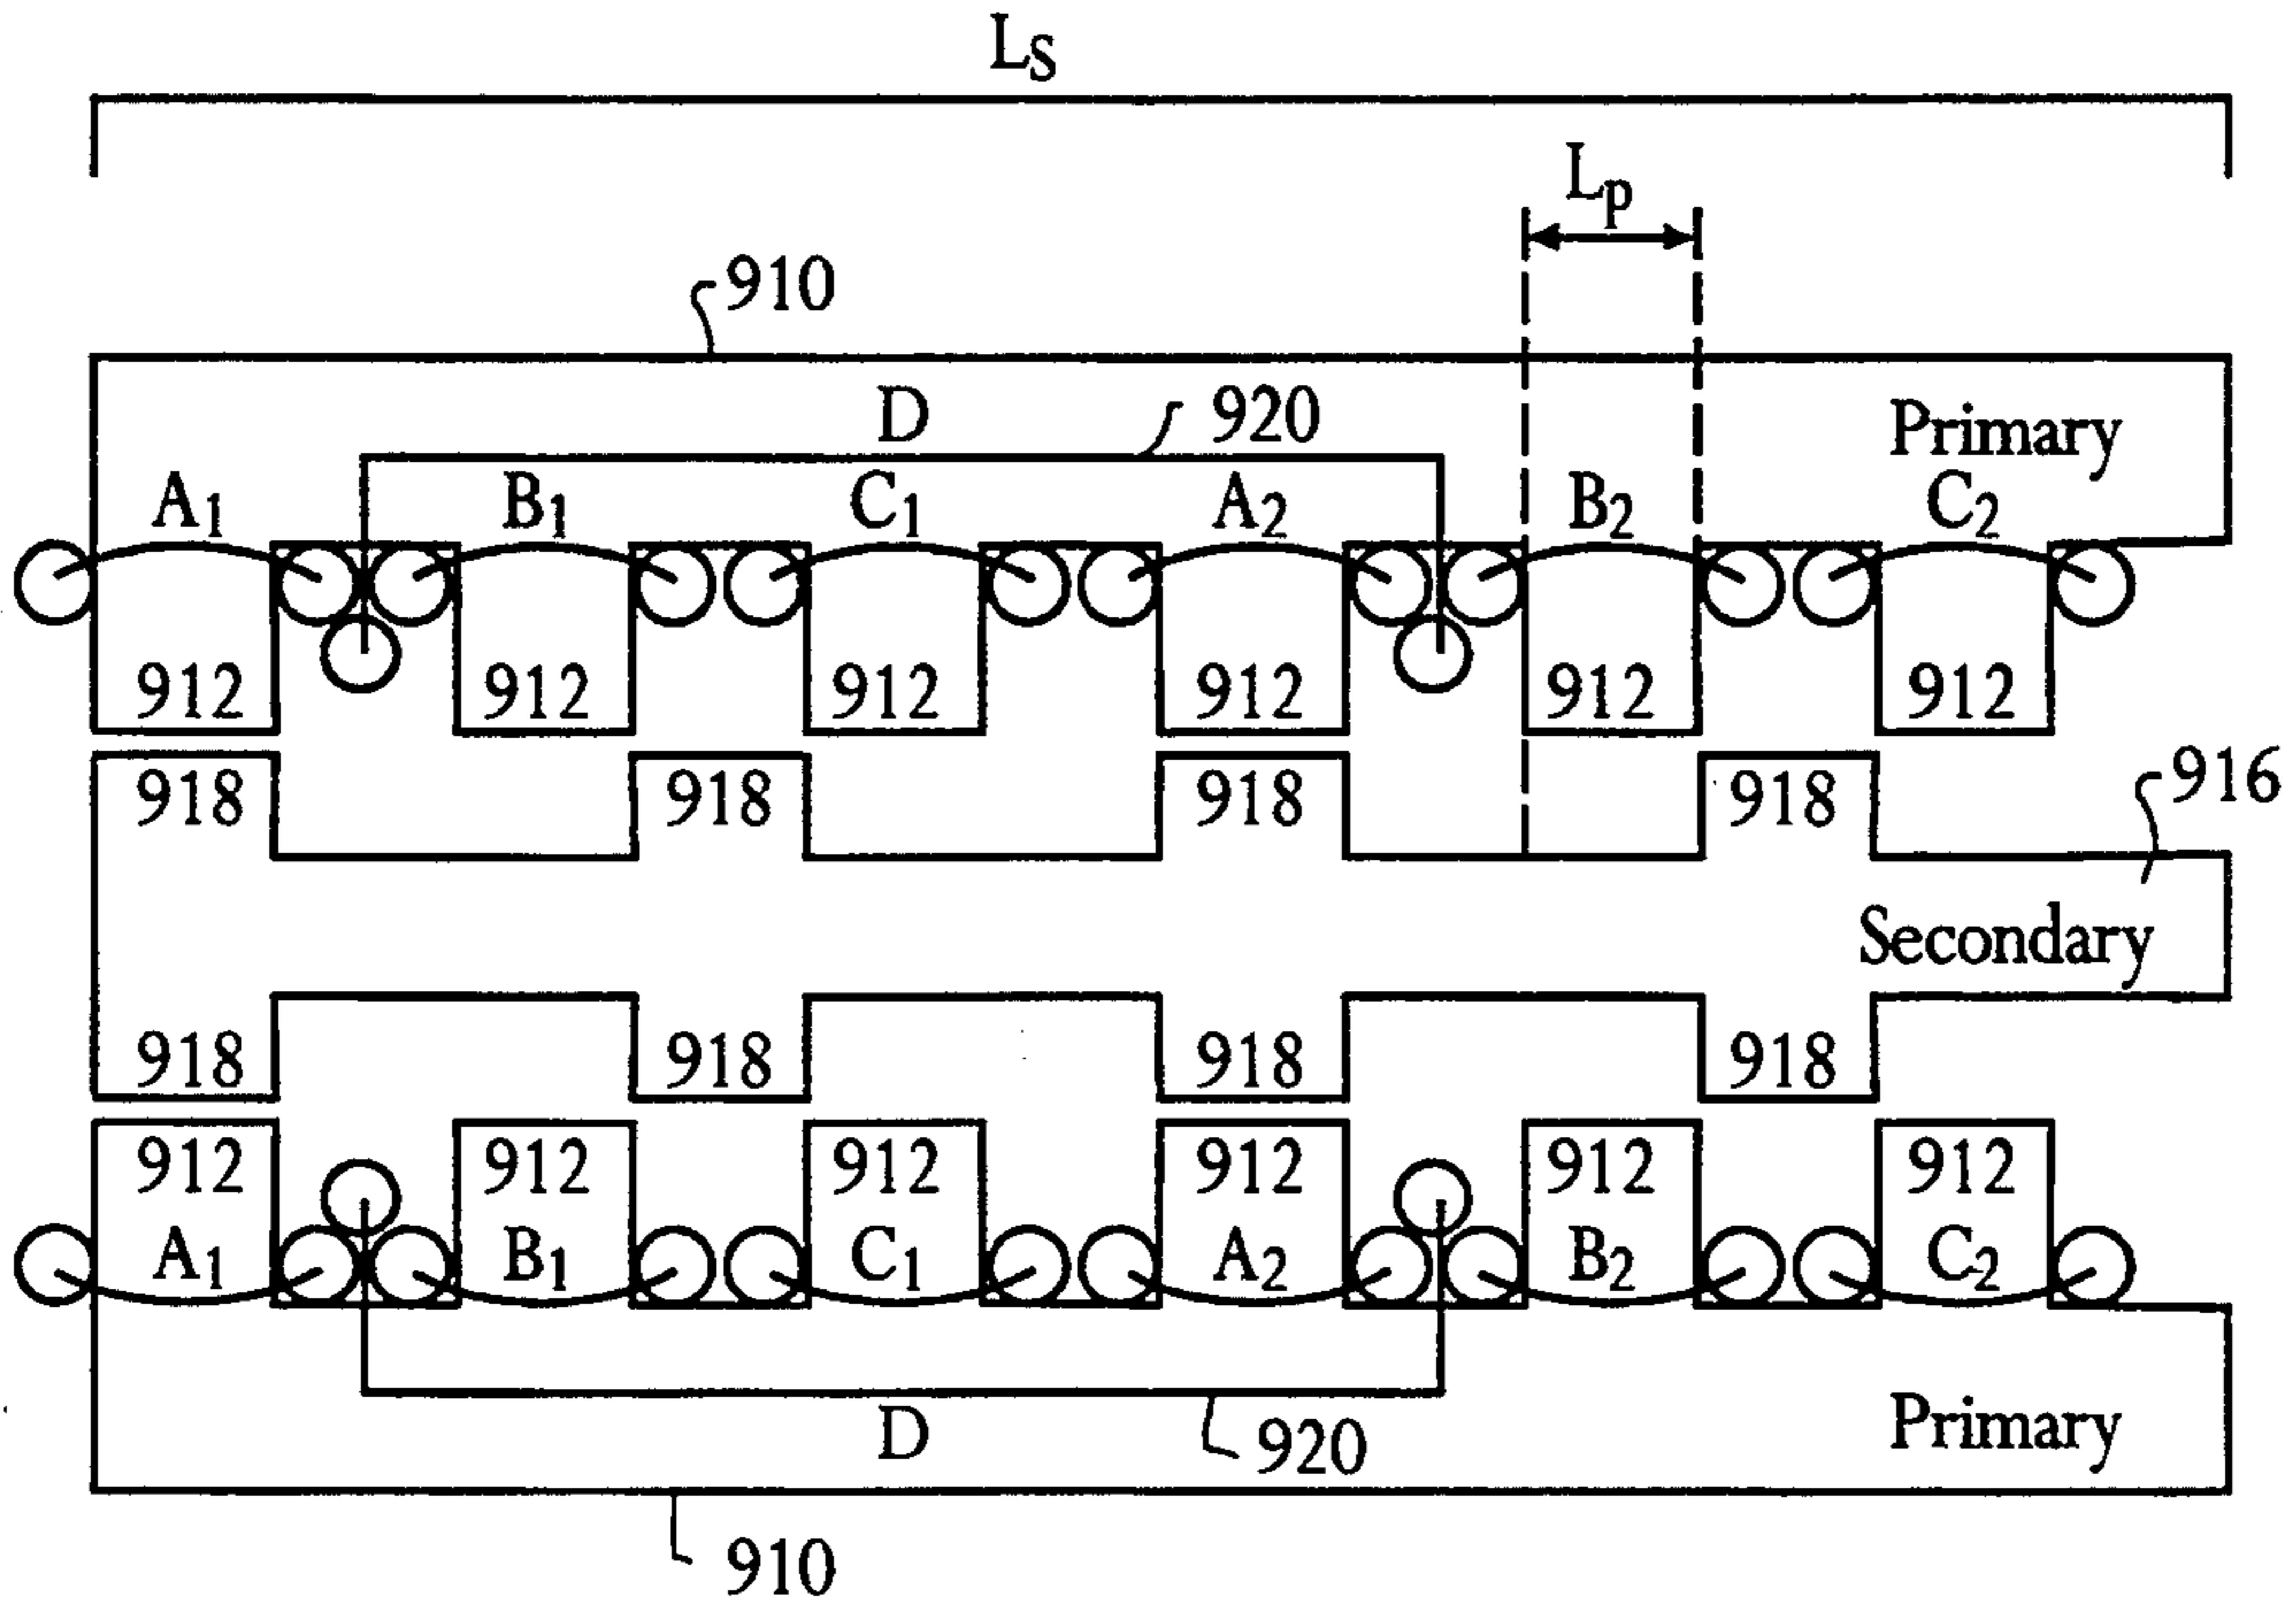 Ls
Lp
910
D 920 Primary
A1 B1 C1 A2 B2 C2
912 912 912 912 912 912
918 918 918 918 916
Secondary
918 918 918 918
912 912 912 912 912 912
A1 B1 C1 A2 B2 C2
D 920 Primary
910